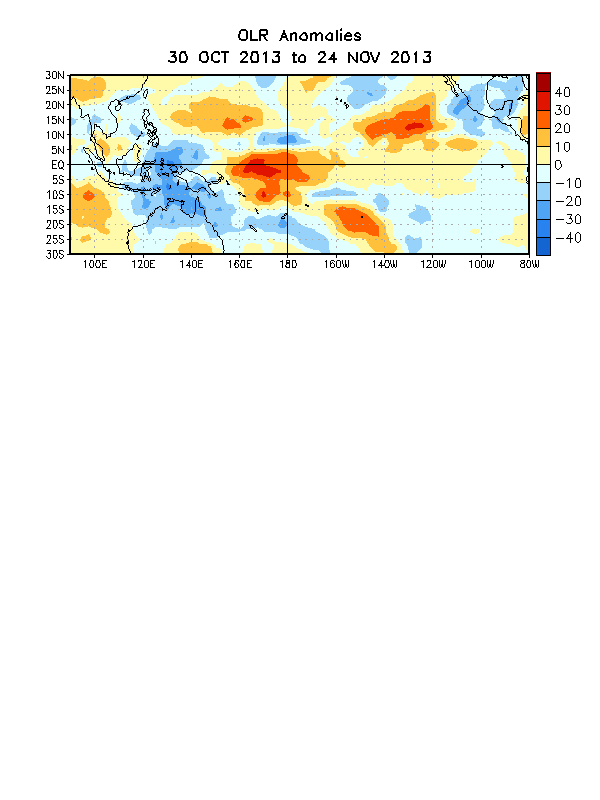 OLR Anomalies
30 OCT 2013 to 24 NOV 2013
30N
25N
20N
15N
10N
5N
EQ
5S
10S
15S
20S
25S
30S
100E 120E 140E 160E 180 160W 140W 120W 100W 80W
40
30
20
10
0
−10
−20
−30
−40